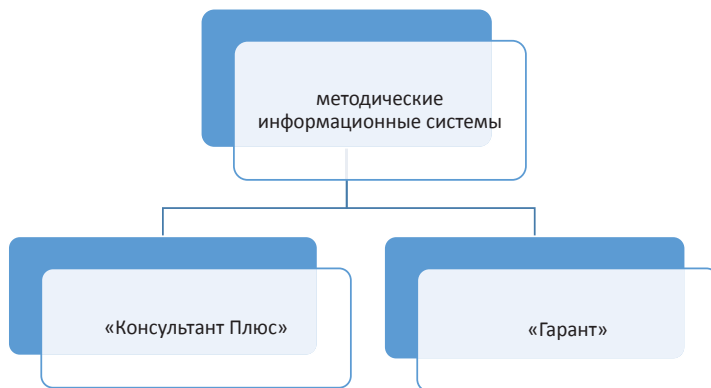 методические
информационные системы
«Консультант Плюс»
«Гарант»